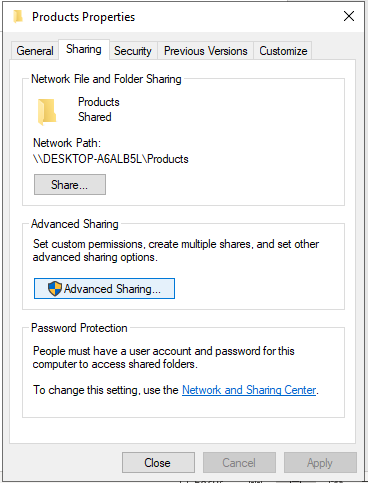 Products Properties
General Sharing Security Previous Versions Customize
Network File and Folder Sharing
Products
Shared
Network Path:
\\DESKTOP-A6ALB5L\Products
Share...
Advanced Sharing
Set custom permissions, create multiple shares, and set other
advanced sharing options.
Advanced Sharing...
Password Protection
People must have a user account and password for this
computer to access shared folders.
To change this setting, use the Network and Sharing Center.
Close Cancel Apply